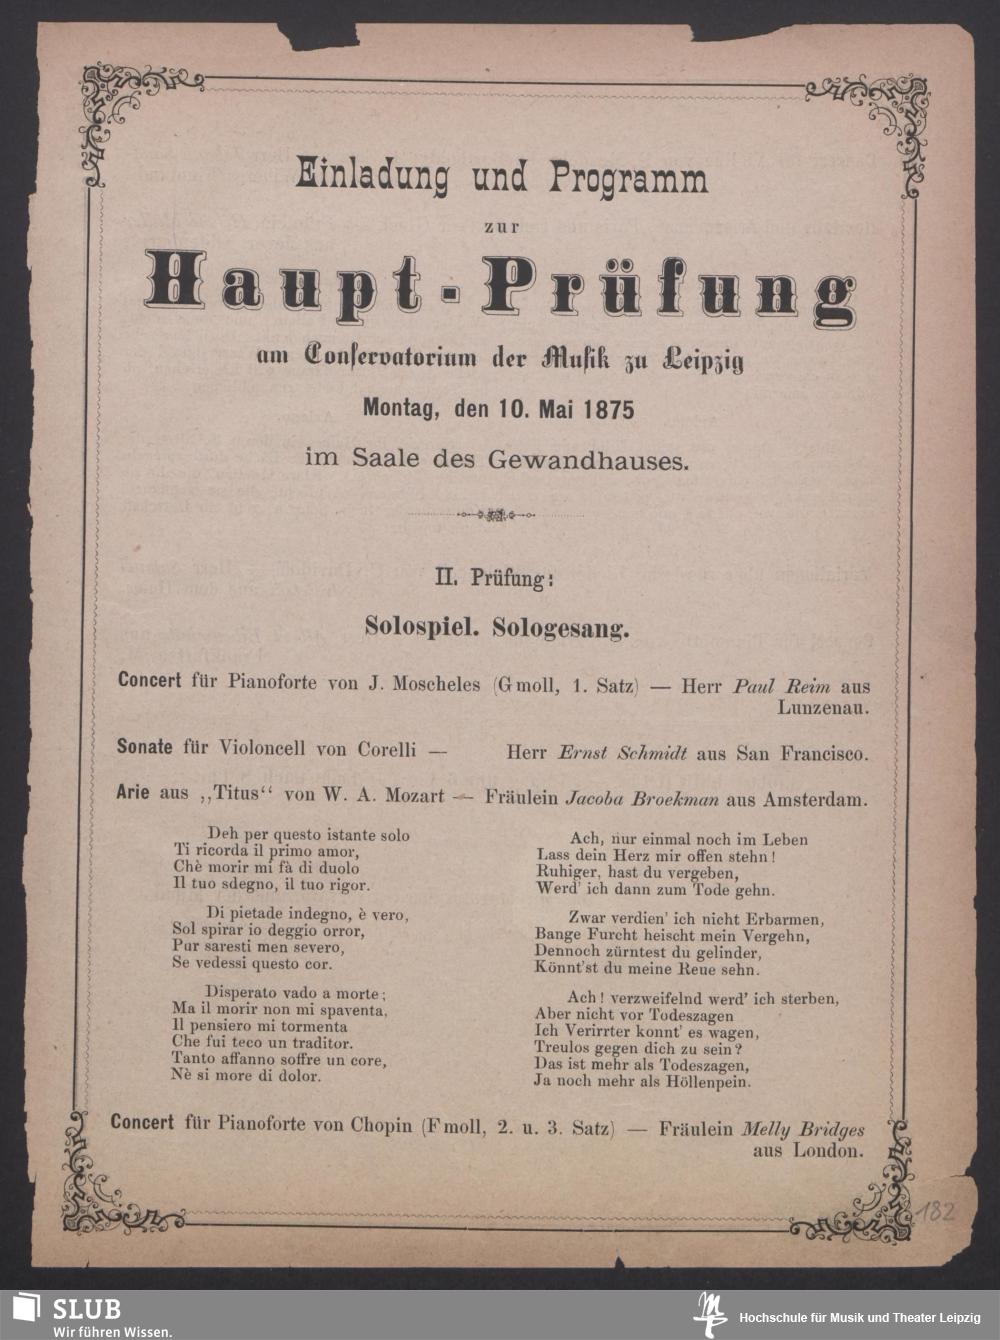 Einladung und Programm
zur
Haupt-Prüfung
am Conservatorium der Musik zu Leipzig
Montag, den 10. Mai 1875
im Saale des Gewandhauses.
II. Prüfung:
Solospiel. Sologesang.
Concert für Pianoforte von J. Moscheles (G moll, 1. Satz) — Herr Paul Reim aus
Lunzenau.
Sonate für Violoncell von Corelli — Herr Ernst Schmidt aus San Francisco.
Arie aus „Titus“ von W. A. Mozart — Fräulein Jacoba Broekman aus Amsterdam.
Deh per questo istante solo
Ti ricorda il primo amor,
Chè morir mi fà di duolo
Il tuo sdegno, il tuo rigor.
Di pietade indegno, è vero,
Sol spirar io deggio orror,
Pur saresti men severo,
Se vedessi questo cor.
Disperato vado a morte;
Ma il morir non mi spaventa,
Il pensiero mi tormenta
Che fui teco un traditor.
Tanto affanno soffre un core,
Nè si more di dolor.
Ach, nur einmal noch im Leben
Lass dein Herz mir offen stehn!
Ruhiger, hast du vergeben,
Werd' ich dann zum Tode gehn.
Zwar verdien' ich nicht Erbarmen,
Bange Furcht heischt mein Vergehn,
Dennoch zürntest du gelinder,
Könnt'st du meine Reue sehn.
Ach! verzweifelnd werd' ich sterben,
Aber nicht vor Todeszagen
Ich Verirrter konnt' es wagen,
Treulos gegen dich zu sein?
Das ist mehr als Todeszagen,
Ja noch mehr als Höllenpein.
Concert für Pianoforte von Chopin (F moll, 2. u. 3. Satz) — Fräulein Melly Bridges
aus London.
182
SLUB
Wir führen Wissen.
Hochschule für Musik und Theater Leipzig